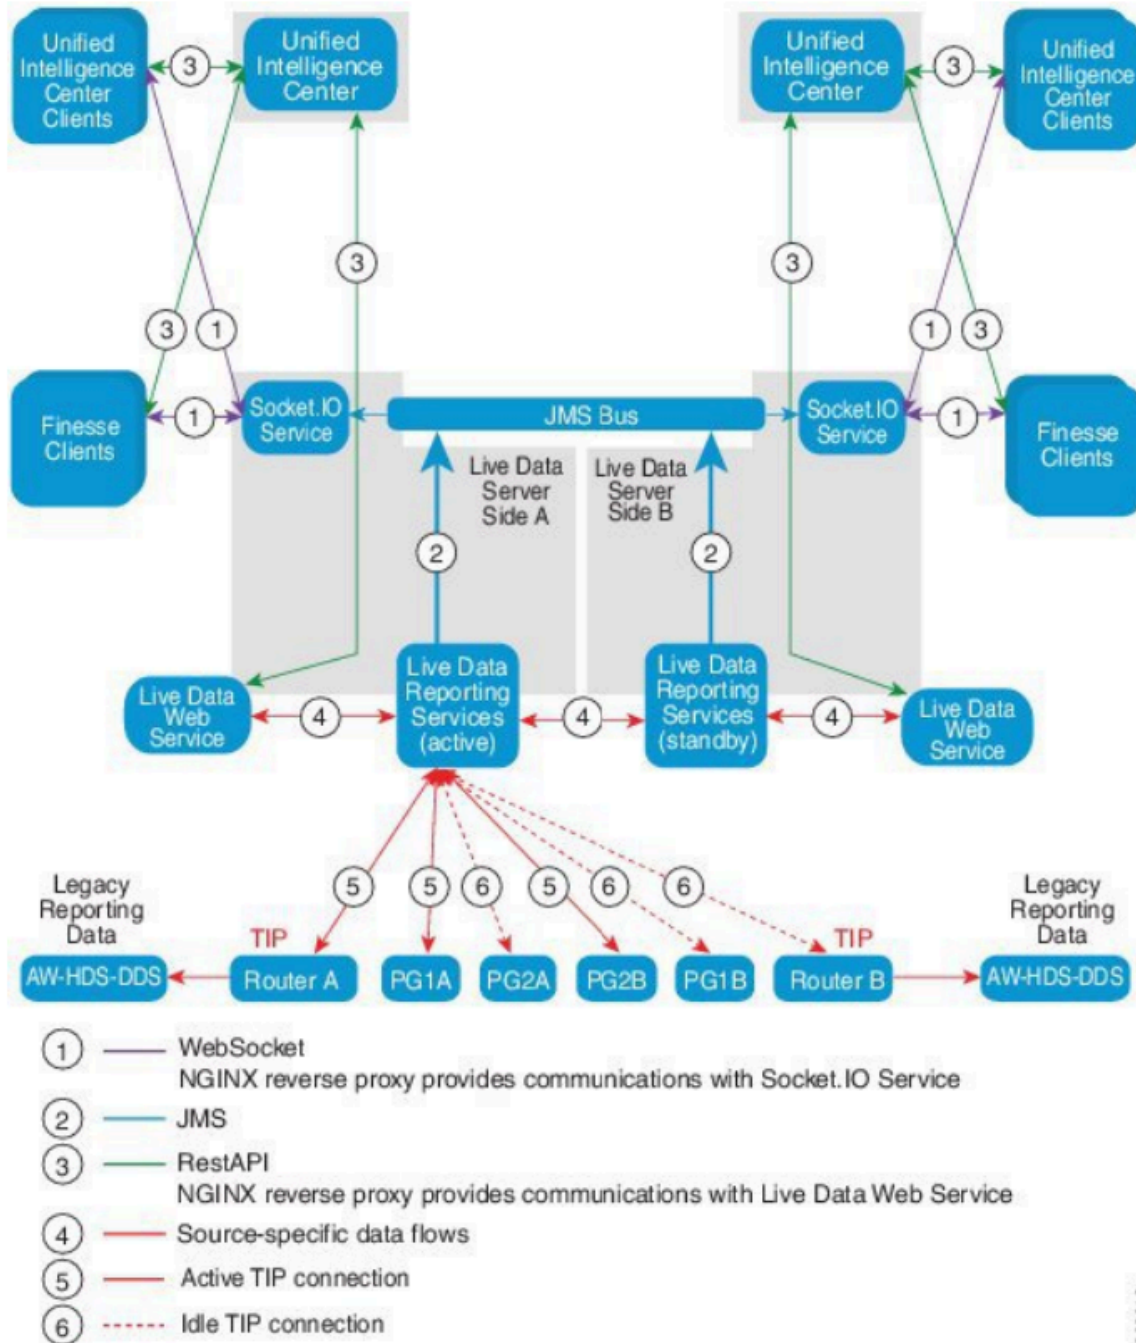 Unified
Intelligence
Center
Clients
3
Unified
Intelligence
Center
Unified
Intelligence
Center
3
Unified
Intelligence
Center
Clients
3
3
3
1
1
3
Finesse
Clients
1
Socket.IO
Service
JMS Bus
Socket.IO
Service
1
Finesse
Clients
Live Data
Server
Side A
Live Data
Server
Side B
2
2
Live Data
Web
Service
4
Live Data
Reporting
Services
(active)
4
Live Data
Reporting
Services
(standby)
4
Live Data
Web
Service
5
5
6
5
6
6
Legacy
Reporting
Data
TIP
TIP
Legacy
Reporting
Data
AW-HDS-DDS
Router A
PG1A
PG2A
PG2B
PG1B
Router B
AW-HDS-DDS
1 WebSocket
NGINX reverse proxy provides communications with Socket.IO Service
2 JMS
3 RestAPI
NGINX reverse proxy provides communications with Live Data Web Service
4 Source-specific data flows
5 Active TIP connection
6 Idle TIP connection